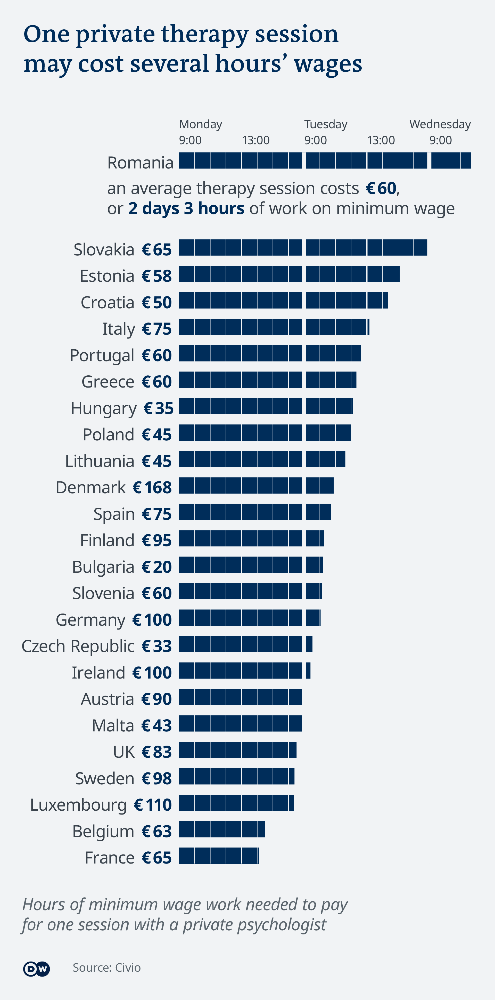 One private therapy session
may cost several hours’ wages
Monday Tuesday Wednesday
9:00 13:00 9:00 13:00 9:00
Romania
an average therapy session costs €60,
or 2 days 3 hours of work on minimum wage
Slovakia €65
Estonia €58
Croatia €50
Italy €75
Portugal €60
Greece €60
Hungary €35
Poland €45
Lithuania €45
Denmark €168
Spain €75
Finland €95
Bulgaria €20
Slovenia €60
Germany €100
Czech Republic €33
Ireland €100
Austria €90
Malta €43
UK €83
Sweden €98
Luxembourg €110
Belgium €63
France €65
Hours of minimum wage work needed to pay
for one session with a private psychologist
DW Source: Civio